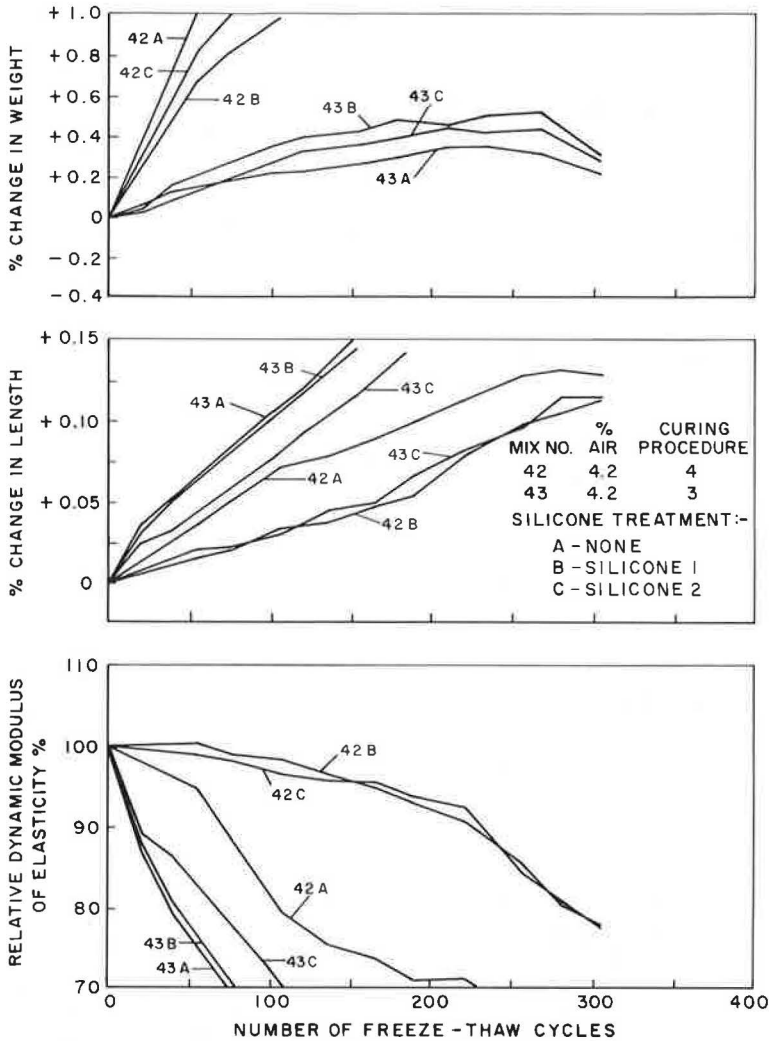 % CHANGE IN WEIGHT
+ 1.0
+ 0.8
+ 0.6
+ 0.4
+ 0.2
0
- 0.2
- 0.4
42 A
42 C
42 B
43 B
43 C
43 A
% CHANGE IN LENGTH
+ 0.15
+ 0.10
+ 0.05
0
43 B
43 A
43 C
42 A
43 C
42 B
% CURING
MIX NO. AIR PROCEDURE
42 4.2 4
43 4.2 3
SILICONE TREATMENT:-
A - NONE
B - SILICONE 1
C - SILICONE 2
RELATIVE DYNAMIC MODULUS
OF ELASTICITY %
110
100
90
80
70
42 B
42 C
42 A
43 B
43 A
43 C
0 100 200 300 400
NUMBER OF FREEZE - THAW CYCLES